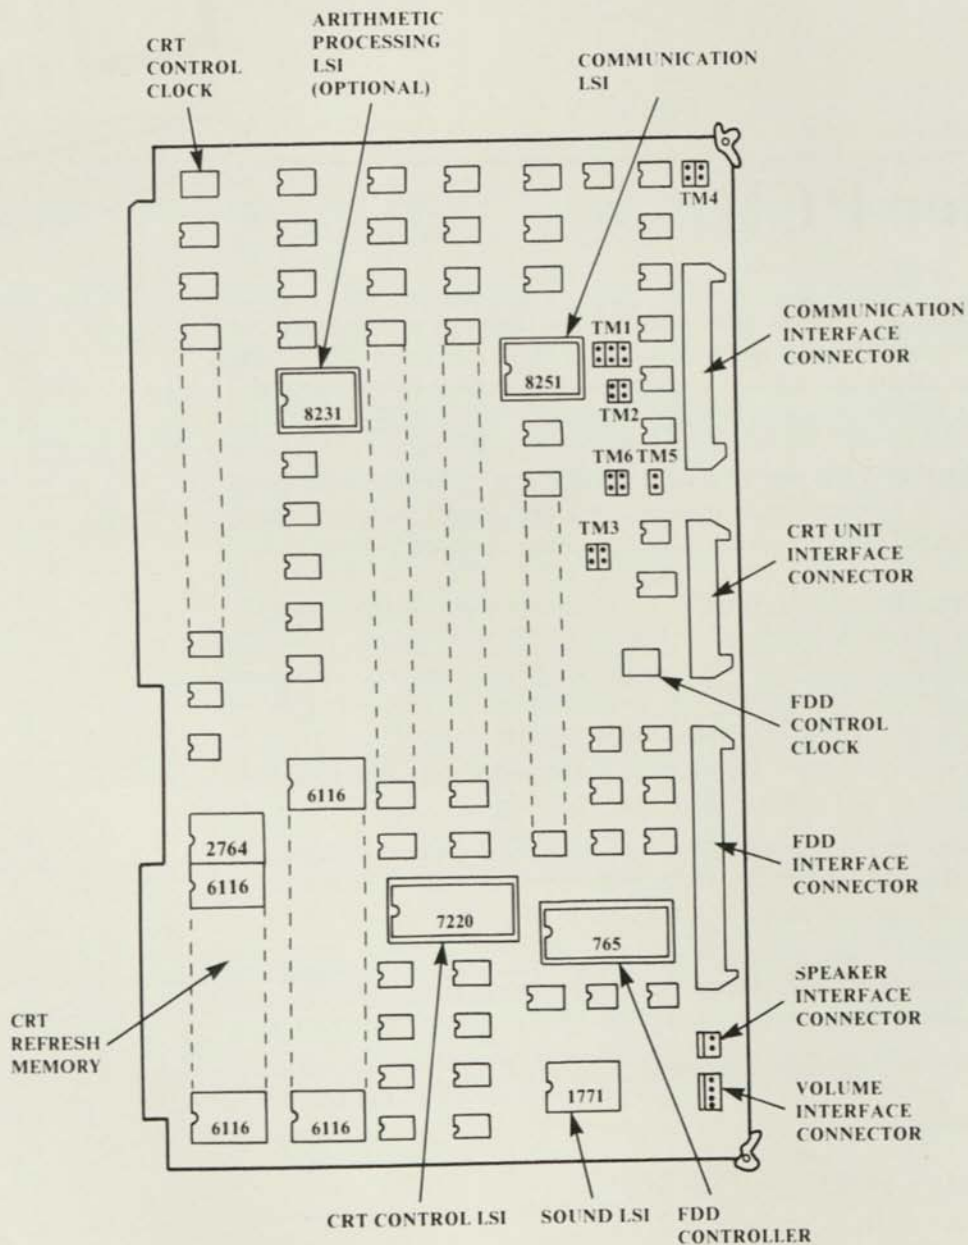 CRT
CONTROL
CLOCK
ARITHMETIC
PROCESSING
LSI
(OPTIONAL)
COMMUNICATION
LSI
TM4
COMMUNICATION
INTERFACE
CONNECTOR
TM1
8251
8231
TM2
TM6 TM5
TM3
CRT UNIT
INTERFACE
CONNECTOR
FDD
CONTROL
CLOCK
6116
2764
6116
FDD
INTERFACE
CONNECTOR
7220
765
SPEAKER
INTERFACE
CONNECTOR
CRT
REFRESH
MEMORY
1771
VOLUME
INTERFACE
CONNECTOR
6116
6116
CRT CONTROL LSI
SOUND LSI
FDD
CONTROLLER